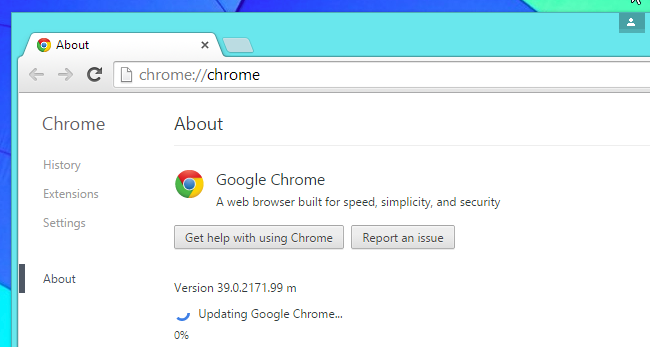 About
chrome://chrome
Chrome
About
History
Extensions
Settings
About
Google Chrome
A web browser built for speed, simplicity, and security
Get help with using Chrome
Report an issue
Version 39.0.2171.99 m
Updating Google Chrome...
0%